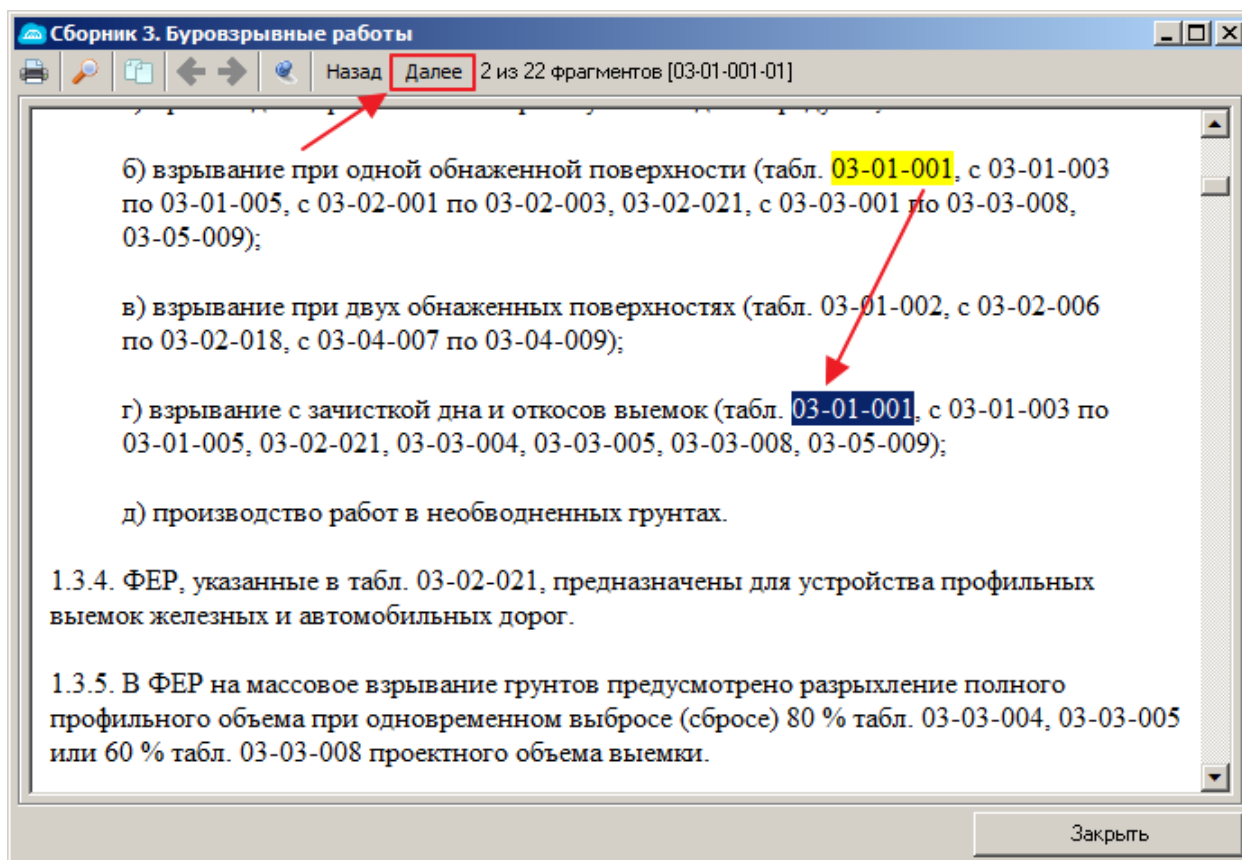 Сборник 3. Буровзрывные работы
Назад Далее 2 из 22 фрагментов [03-01-001-01]
б) взрывание при одной обнаженной поверхности (табл. 03-01-001, с 03-01-003
по 03-01-005, с 03-02-001 по 03-02-003, 03-02-021, с 03-03-001 по 03-03-008,
03-05-009);
в) взрывание при двух обнаженных поверхностях (табл. 03-01-002, с 03-02-006
по 03-02-018, с 03-04-007 по 03-04-009);
г) взрывание с зачисткой дна и откосов выемок (табл. 03-01-001, с 03-01-003 по
03-01-005, 03-02-021, 03-03-004, 03-03-005, 03-03-008, 03-05-009);
д) производство работ в необводненных грунтах.
1.3.4. ФЕР, указанные в табл. 03-02-021, предназначены для устройства профильных
выемок железных и автомобильных дорог.
1.3.5. В ФЕР на массовое взрывание грунтов предусмотрено разрыхление полного
профильного объема при одновременном выбросе (сбросе) 80 % табл. 03-03-004, 03-03-005
или 60 % табл. 03-03-008 проектного объема выемки.
Закрыть